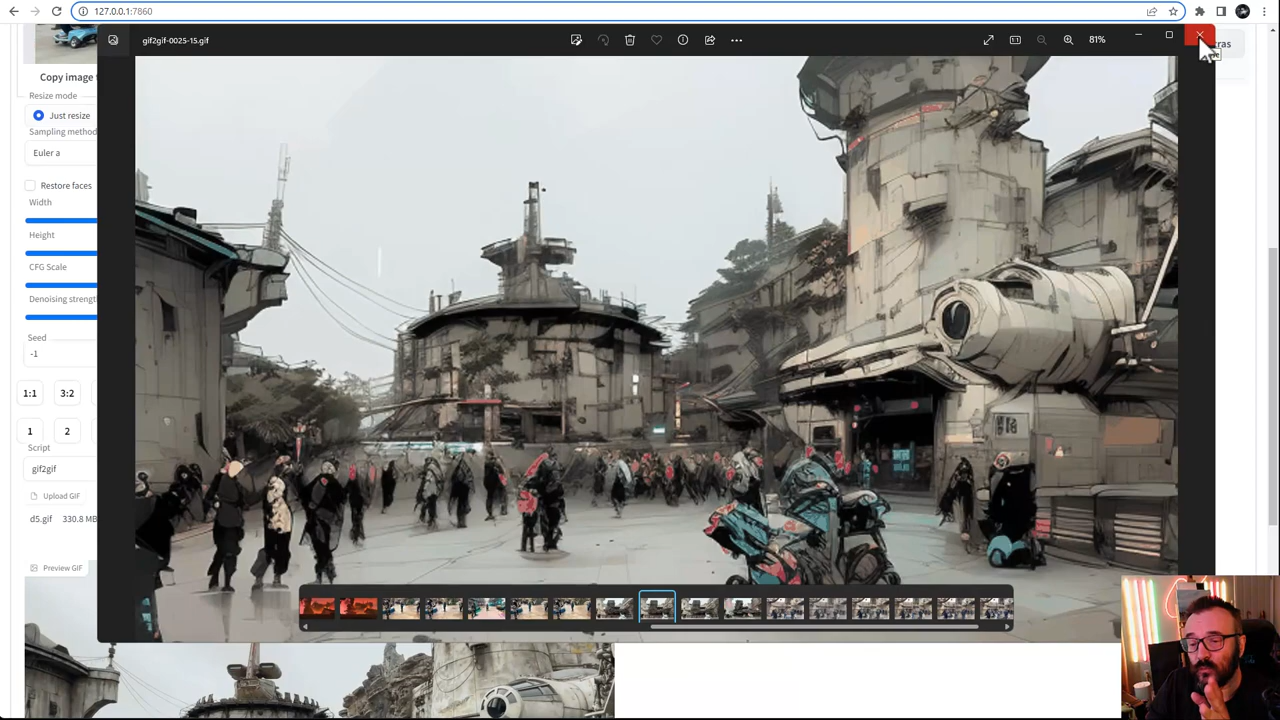 127.0.0.1:7860
gif2gif-0025-15.gif
81%
ras
Copy image t
Resize mode
Just resize
Sampling method
Euler a
Restore faces
Width
Height
CFG Scale
Denoising strengt
Seed
-1
1:1
3:2
1
2
Script
gif2gif
Upload GIF
d5.gif 330.8 MB
Preview GIF